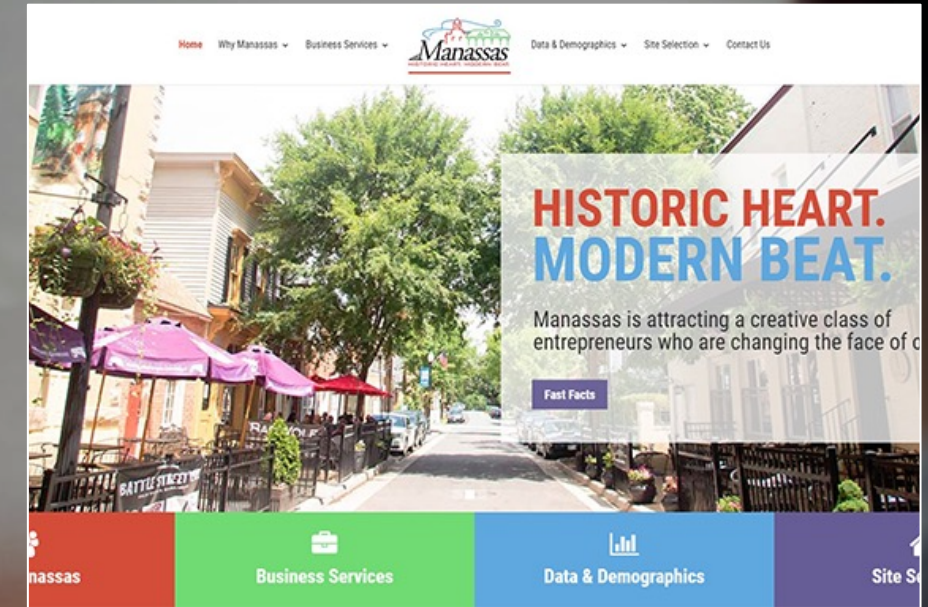 Home
Why Manassas
Business Services
Manassas
HISTORIC HEART. MODERN BEAT.
Data & Demographics
Site Selection
Contact Us
HISTORIC HEART.
MODERN BEAT.
Manassas is attracting a creative class of
entrepreneurs who are changing the face of
Fast Facts
BATTLE STREET
nassas
Business Services
Data & Demographics
Site Se